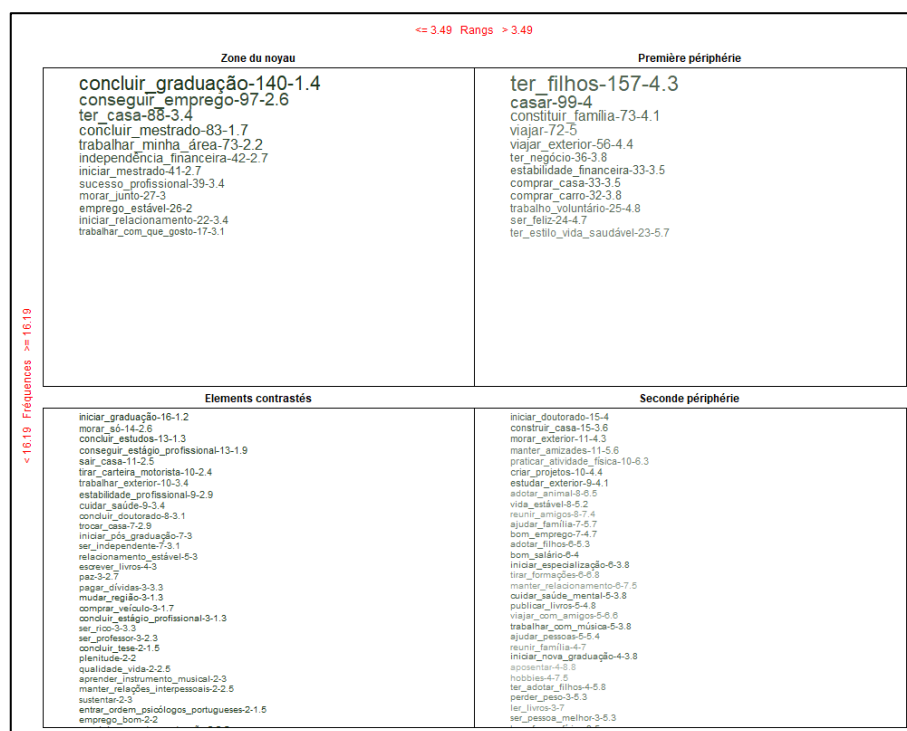 <= 3.49 Rangs > 3.49
Zone du noyau
concluir_graduação-140-1.4
conseguir_emprego-97-2.6
ter_casa-88-3.4
concluir_mestrado-83-1.7
trabalhar_minha_área-73-2.2
independência_financeira-42-2.7
iniciar_mestrado-41-2.7
sucesso_profissional-39-3.4
morar_junto-27-3
emprego_estável-26-2
iniciar_relacionamento-22-3.4
trabalhar_com_que_gosto-17-3.1
Première périphérie
ter_filhos-157-4.3
casar-99-4
constituir_família-73-4.1
viajar-72-5
viajar_exterior-56-4.4
ter_negócio-36-3.8
estabilidade_financeira-33-3.5
comprar_casa-33-3.5
comprar_carro-32-3.8
trabalho_voluntário-25-4.8
ser_feliz-24-4.7
ter_estilo_vida_saudável-23-5.7
< 16.19 Fréquences >= 16.19
Elements contrastés
iniciar_graduação-16-1.2
morar_só-14-2.6
concluir_estudos-13-1.3
conseguir_estágio_profissional-13-1.9
sair_casa-11-2.5
tirar_carteira_motorista-10-2.4
trabalhar_exterior-10-3.4
estabilidade_profissional-9-2.9
cuidar_saúde-9-3.4
concluir_doutorado-8-3.1
trocar_casa-7-2.9
iniciar_pós_graduação-7-3
ser_independente-7-3.1
relacionamento_estável-5-3
escrever_livros-4-3
paz-3-2.7
pagar_dívidas-3-3.3
mudar_região-3-1.3
comprar_veículo-3-1.7
concluir_estágio_profissional-3-1.3
ser_rico-3-3.3
ser_professor-3-2.3
concluir_tese-2-1.5
plenitude-2-2
qualidade_vida-2-2.5
aprender_instrumento_musical-2-3
manter_relações_interpessoais-2-2.5
sustentar-2-3
entrar_ordem_psicólogos_portugueses-2-1.5
emprego_bom-2-2
Seconde périphérie
iniciar_doutorado-15-4
construir_casa-15-3.6
morar_exterior-11-4.3
manter_amizades-11-5.6
praticar_atividade_física-10-6.3
criar_projetos-10-4.4
estudar_exterior-9-4.1
adotar_animal-8-6.5
vida_estável-8-5.2
reunir_amigos-8-7.4
ajudar_família-7-5.7
bom_emprego-7-4.7
adotar_filhos-6-5.3
bom_salário-6-4
iniciar_especialização-6-3.8
tirar_formações-6-6.8
manter_relacionamento-6-7.5
cuidar_saúde_mental-5-3.8
publicar_livros-5-4.8
viajar_com_amigos-5-6.6
trabalhar_com_música-5-3.8
ajudar_pessoas-5-5.4
reunir_família-4-7
iniciar_nova_graduação-4-3.8
aposentar-4-8.8
hobbies-4-7.5
ter_adotar_filhos-4-5.8
perder_peso-3-5.3
ler_livros-3-7
ser_pessoa_melhor-3-5.3